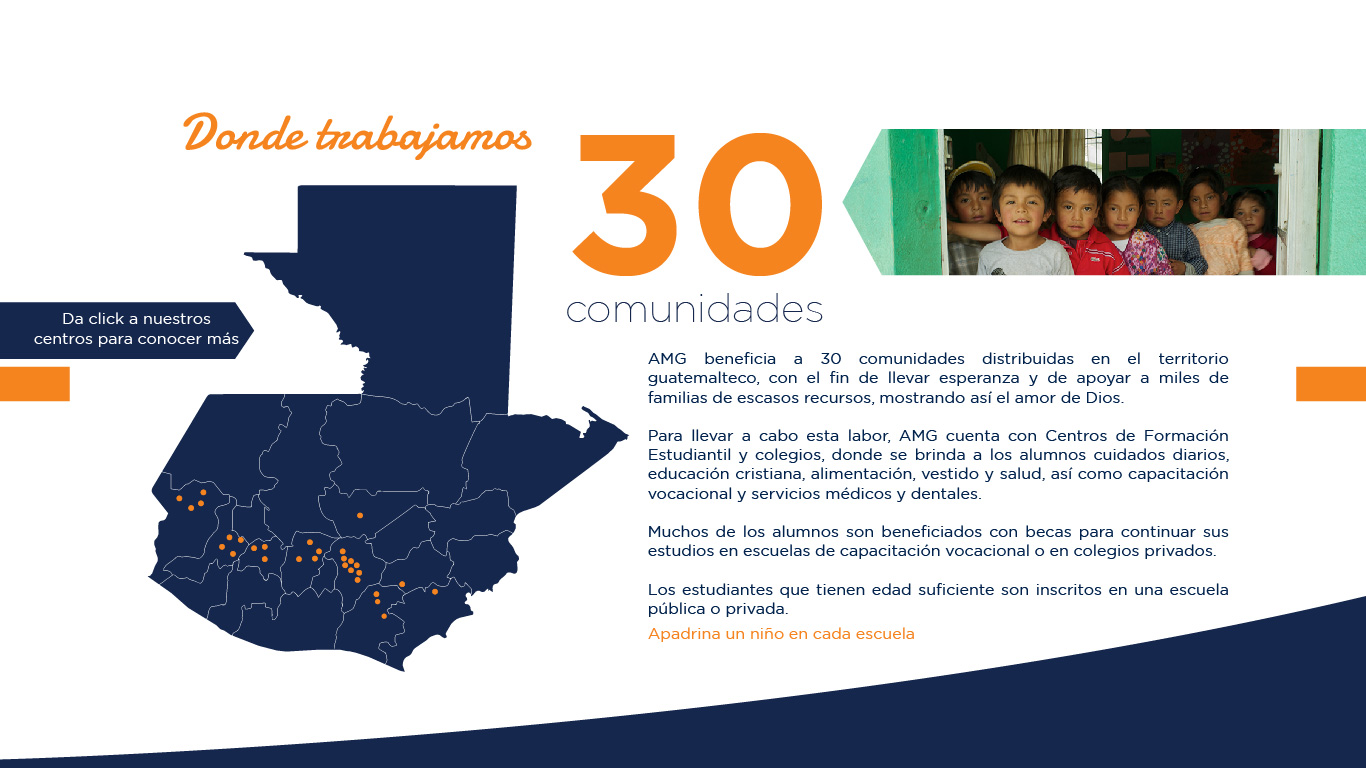 Donde trabajamos
30
comunidades
Da click a nuestros
centros para conocer más
AMG beneficia a 30 comunidades distribuidas en el territorio
guatemalteco, con el fin de llevar esperanza y de apoyar a miles de
familias de escasos recursos, mostrando así el amor de Dios.
Para llevar a cabo esta labor, AMG cuenta con Centros de Formación
Estudiantil y colegios, donde se brinda a los alumnos cuidados diarios,
educación cristiana, alimentación, vestido y salud, así como capacitación
vocacional y servicios médicos y dentales.
Muchos de los alumnos son beneficiados con becas para continuar sus
estudios en escuelas de capacitación vocacional o en colegios privados.
Los estudiantes que tienen edad suficiente son inscritos en una escuela
pública o privada.
Apadrina un niño en cada escuela